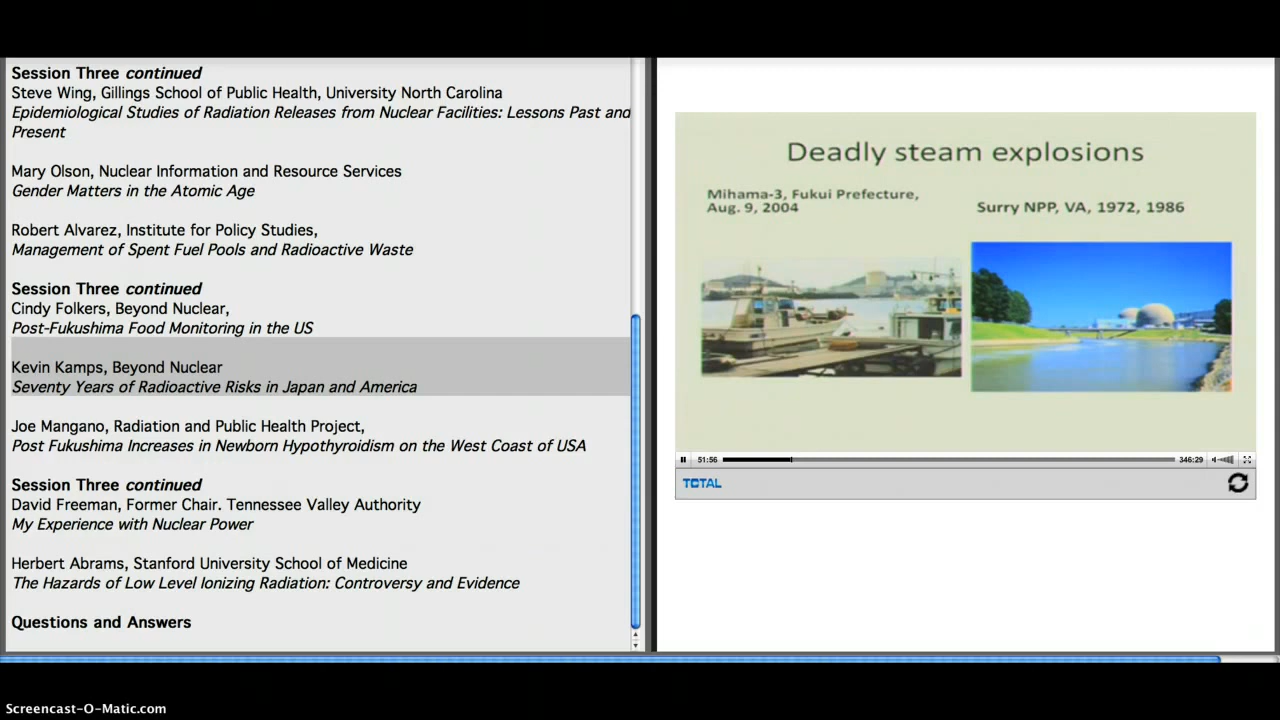 Session Three continued
Steve Wing, Gillings School of Public Health, University North Carolina
Epidemiological Studies of Radiation Releases from Nuclear Facilities: Lessons Past and
Present
Mary Olson, Nuclear Information and Resource Services
Gender Matters in the Atomic Age
Robert Alvarez, Institute for Policy Studies,
Management of Spent Fuel Pools and Radioactive Waste
Session Three continued
Cindy Folkers, Beyond Nuclear,
Post-Fukushima Food Monitoring in the US
Kevin Kamps, Beyond Nuclear
Seventy Years of Radioactive Risks in Japan and America
Joe Mangano, Radiation and Public Health Project,
Post Fukushima Increases in Newborn Hypothyroidism on the West Coast of USA
Session Three continued
David Freeman, Former Chair. Tennessee Valley Authority
My Experience with Nuclear Power
Herbert Abrams, Stanford University School of Medicine
The Hazards of Low Level Ionizing Radiation: Controversy and Evidence
Questions and Answers
Deadly steam explosions
Mihama-3, Fukui Prefecture,
Aug. 9, 2004
Surry NPP, VA, 1972, 1986
51:56
346:29
TOTAL
Screencast-O-Matic.com